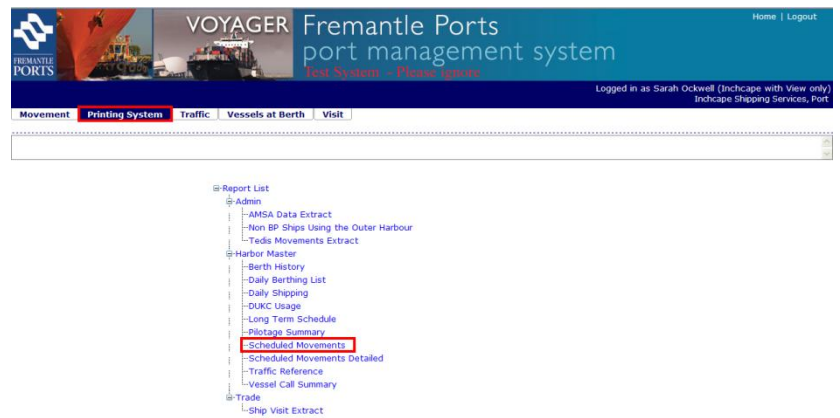 FREMANTLE
PORTS
VOYAGER
Fremantle Ports
port management system
Test System - Please ignore
Home | Logout
Logged in as Sarah Ockwell (Inchcape with View only)
Inchcape Shipping Services, Port
Movement Printing System Traffic Vessels at Berth Visit
Report List
Admin
AMSA Data Extract
Non BP Ships Using the Outer Harbour
Tedis Movements Extract
Harbor Master
Berth History
Daily Berthing List
Daily Shipping
DUKC Usage
Long Term Schedule
Pilotage Summary
Scheduled Movements
Scheduled Movements Detailed
Traffic Reference
Vessel Call Summary
Trade
Ship Visit Extract